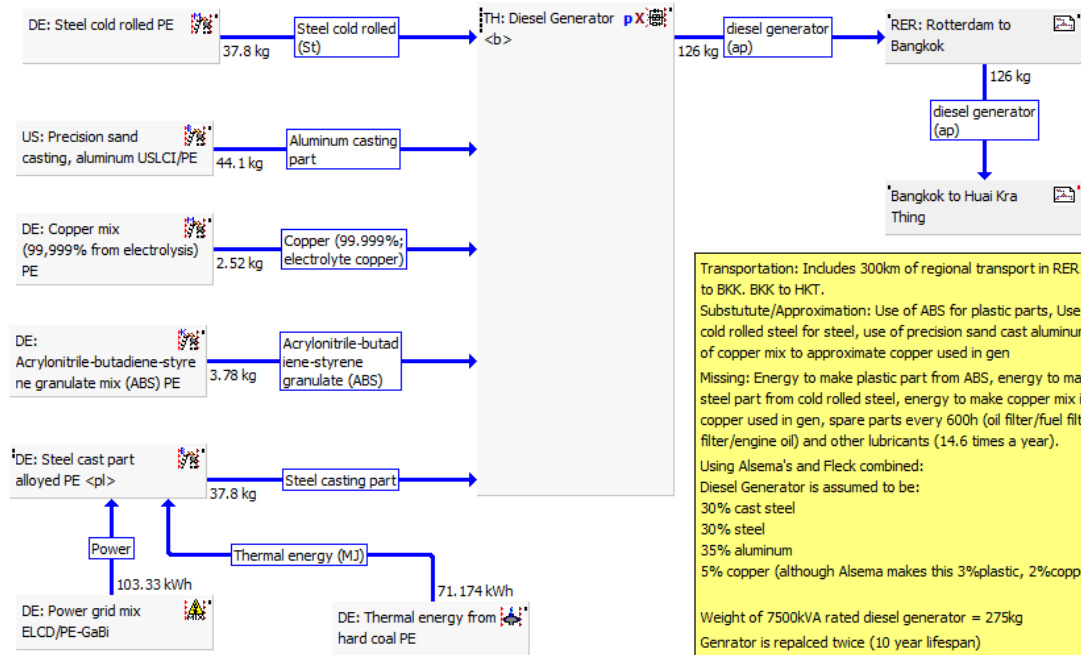 DE: Steel cold rolled PE
37.8 kg
Steel cold rolled
(St)
TH: Diesel Generator pX
<b>
126 kg
diesel generator
(ap)
RER: Rotterdam to
Bangkok
126 kg
diesel generator
(ap)
Bangkok to Huai Kra
Thing
US: Precision sand
casting, aluminum USLCI/PE
44.1 kg
Aluminum casting
part
DE: Copper mix
(99,999% from electrolysis)
PE
2.52 kg
Copper (99.999%;
electrolyte copper)
DE:
Acrylonitrile-butadiene-styre
ne granulate mix (ABS) PE
3.78 kg
Acrylonitrile-butad
iene-styrene
granulate (ABS)
DE: Steel cast part
alloyed PE <pl>
37.8 kg
Steel casting part
Power
103.33 kWh
Thermal energy (MJ)
71.174 kWh
DE: Power grid mix
ELCD/PE-GaBi
MIX
DE: Thermal energy from
hard coal PE
Transportation: Includes 300km of regional transport in RER
to BKK. BKK to HKT.
Substutute/Approximation: Use of ABS for plastic parts, Use
cold rolled steel for steel, use of precision sand cast aluminu
of copper mix to approximate copper used in gen
Missing: Energy to make plastic part from ABS, energy to ma
steel part from cold rolled steel, energy to make copper mix i
copper used in gen, spare parts every 600h (oil filter/fuel filt
filter/engine oil) and other lubricants (14.6 times a year).
Using Alsema's and Fleck combined:
Diesel Generator is assumed to be:
30% cast steel
30% steel
35% aluminum
5% copper (although Alsema makes this 3%plastic, 2%copp
Weight of 7500kVA rated diesel generator = 275kg
Genrator is repalced twice (10 year lifespan)